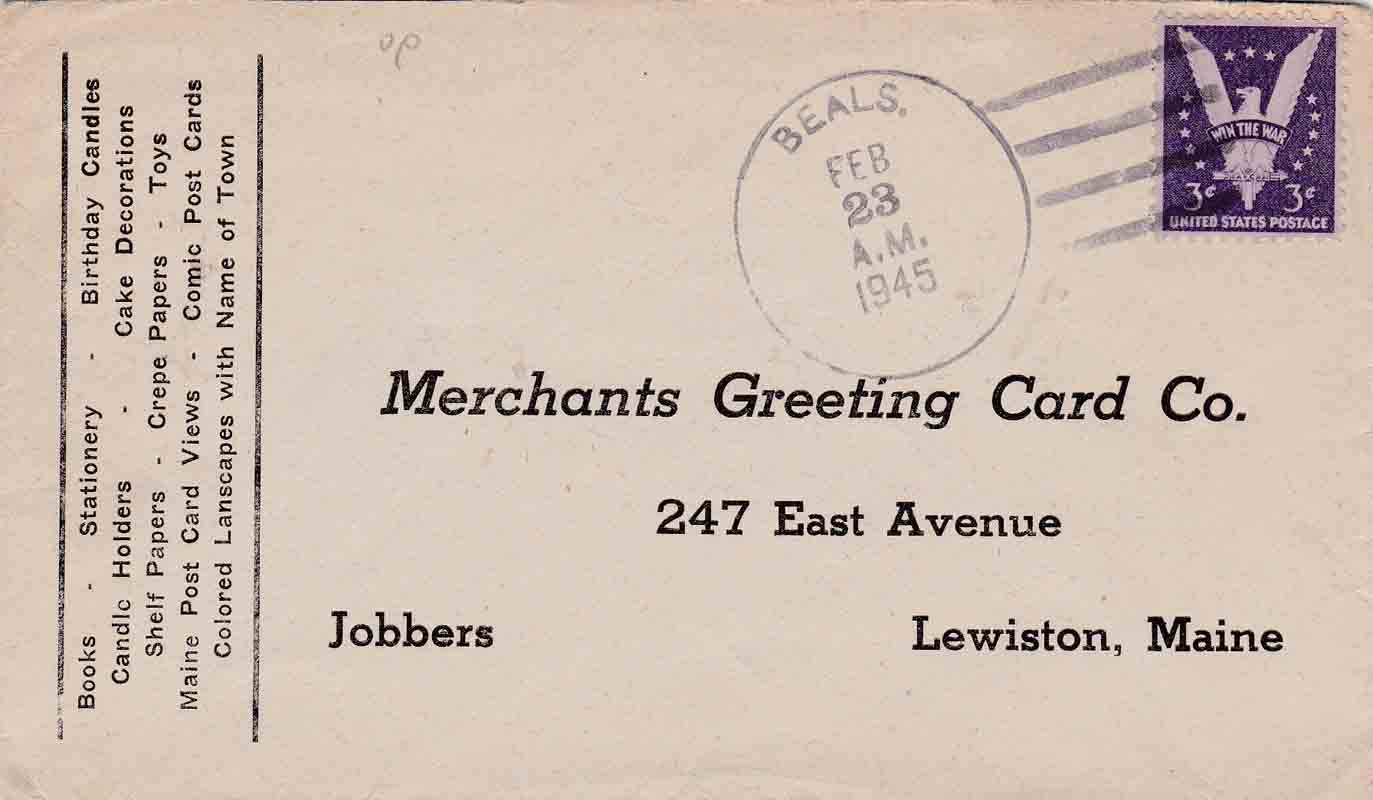 Books - Stationery - Birthday Candles
Candle Holders - Cake Decorations
Shelf Papers - Crepe Papers - Toys
Maine Post Card Views - Comic Post Cards
Colored Lanscapes with Name of Town
BEALS.
FEB
23
A.M.
1945
WIN THE WAR
3¢ 3¢
UNITED STATES POSTAGE
Merchants Greeting Card Co.
247 East Avenue
Jobbers Lewiston, Maine